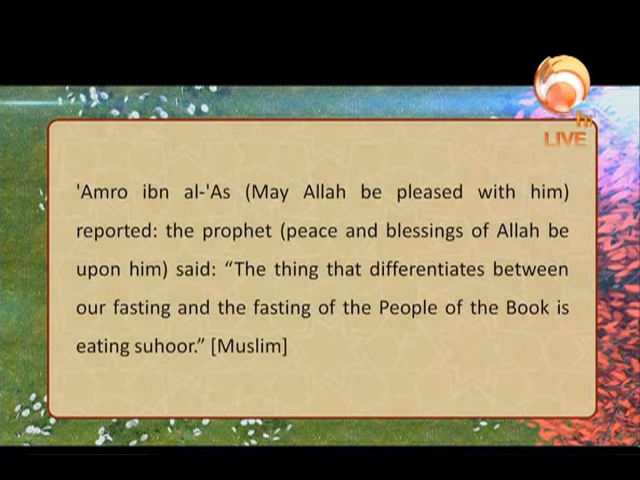 hi
LIVE
'Amro ibn al-'As (May Allah be pleased with him)
reported: the prophet (peace and blessings of Allah be
upon him) said: “The thing that differentiates between
our fasting and the fasting of the People of the Book is
eating suhoor.” [Muslim]